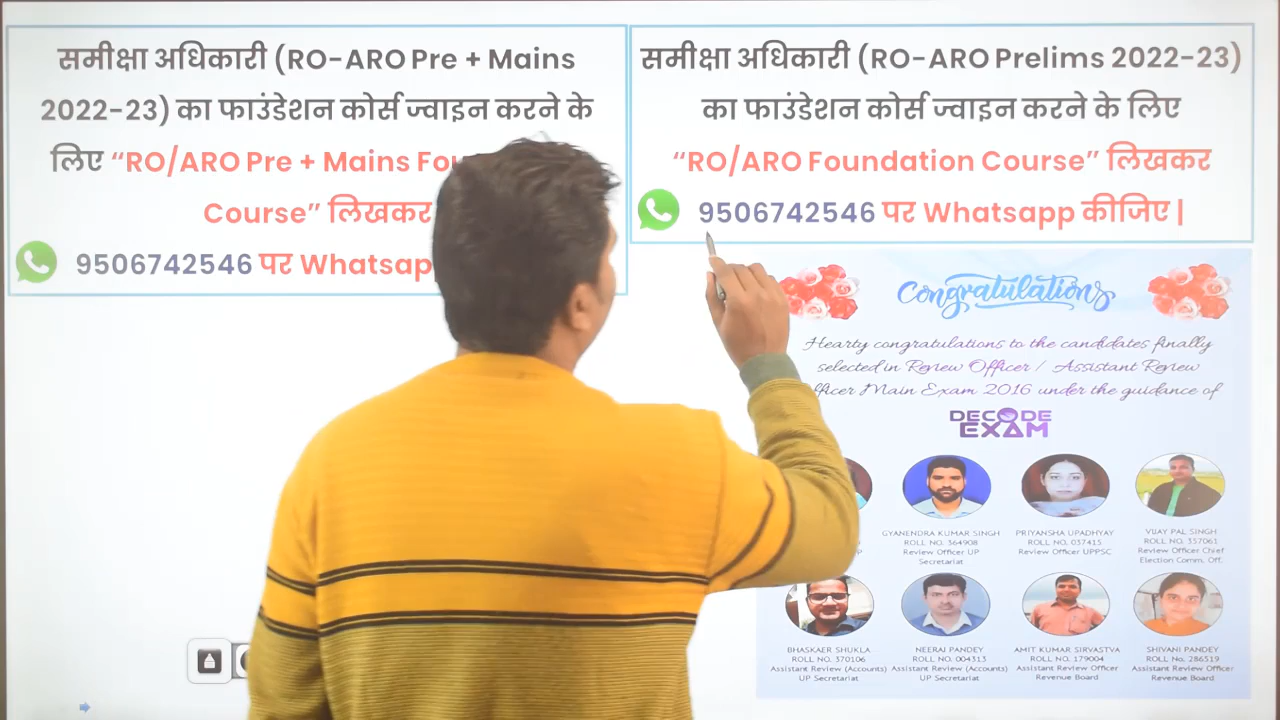 समीक्षा अधिकारी (RO-ARO Pre + Mains
2022-23) का फाउंडेशन कोर्स ज्वाइन करने के
लिए “RO/ARO Pre + Mains
Course” लिखकर
9506742546 पर
समीक्षा अधिकारी (RO-ARO Prelims 2022-23)
का फाउंडेशन कोर्स ज्वाइन करने के लिए
“RO/ARO Foundation Course” लिखकर
9506742546 पर Whatsapp कीजिए |
Congratulations
Hearty congratulations to the candidates finally
selected in Review Officer / Assistant Review
Main Exam 2016 under the guidance of
DECODE
EXAM
GYANENDRA KUMAR SINGH
ROLL NO. 364908
Review Officer UP
Secretariat
PRIYANSHA UPADHYAY
ROLL NO. 037415
Review Officer UPPSC
VIJAY PAL SINGH
ROLL NO. 357061
Review Officer Chief
Election Comm. Off.
BHASKAER SHUKLA
ROLL NO. 370106
Assistant Review (Accounts)
UP Secretariat
NEERAJ PANDEY
ROLL NO. 004313
Assistant Review (Accounts)
UP Secretariat
AMIT KUMAR SIRVASTVA
ROLL NO. 179004
Assistant Review Officer
Revenue Board
SHIVANI PANDEY
ROLL No. 286519
Assistant Review Officer
Revenue Board